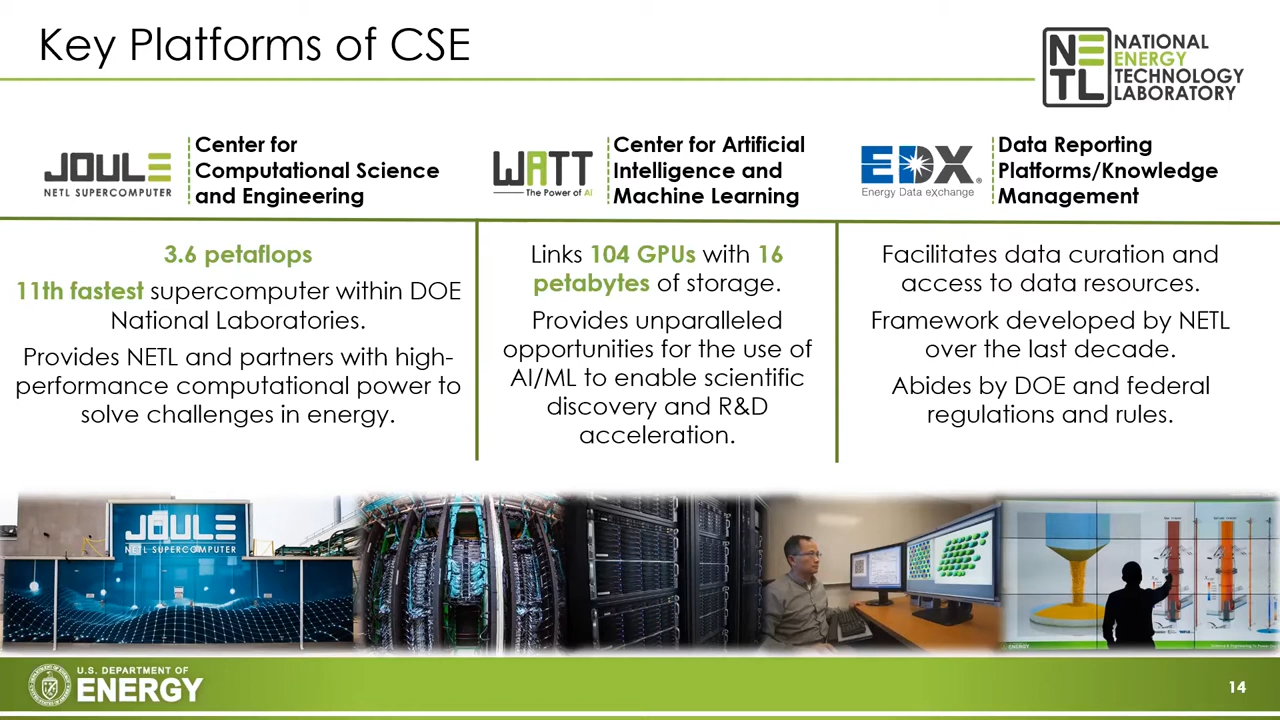 Key Platforms of CSE
NETL
NATIONAL
ENERGY
TECHNOLOGY
LABORATORY
JOULE
NETL SUPERCOMPUTER
Center for
Computational Science
and Engineering
WATT
The Power of AI
Center for Artificial
Intelligence and
Machine Learning
EDX®
Energy Data eXchange
Data Reporting
Platforms/Knowledge
Management
3.6 petaflops
11th fastest supercomputer within DOE
National Laboratories.
Provides NETL and partners with high-
performance computational power to
solve challenges in energy.
Links 104 GPUs with 16
petabytes of storage.
Provides unparalleled
opportunities for the use of
AI/ML to enable scientific
discovery and R&D
acceleration.
Facilitates data curation and
access to data resources.
Framework developed by NETL
over the last decade.
Abides by DOE and federal
regulations and rules.
JOULE
NETL SUPERCOMPUTER
ENERGY
U.S. DEPARTMENT OF
ENERGY
14